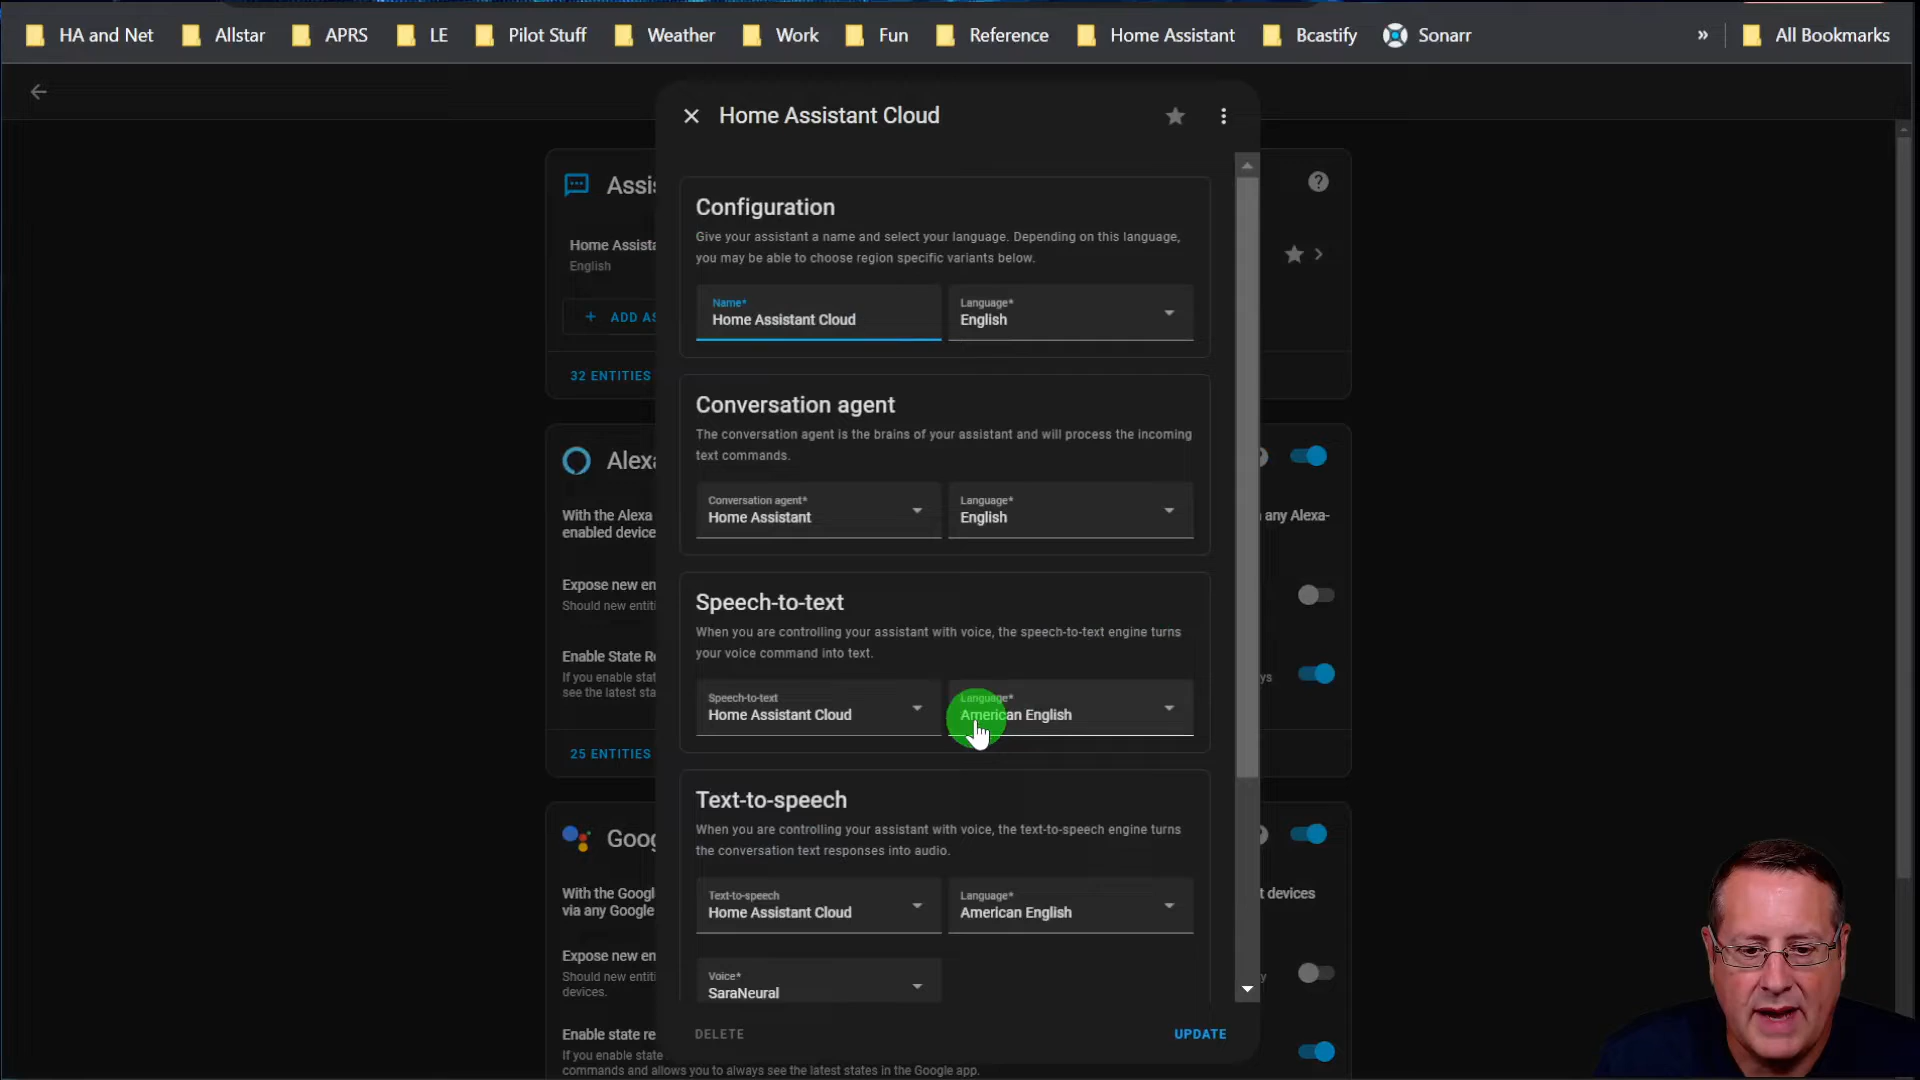 HA and Net
Allstar
APRS
LE
Pilot Stuff
Weather
Work
Fun
Reference
Home Assistant
Bcastify
Sonarr
»
All Bookmarks
Home Assistant Cloud
Configuration
Give your assistant a name and select your language. Depending on this language,
you may be able to choose region specific variants below.
Name*
Home Assistant Cloud
Language*
English
Conversation agent
The conversation agent is the brains of your assistant and will process the incoming
text commands.
Conversation agent*
Home Assistant
Language*
English
Speech-to-text
When you are controlling your assistant with voice, the speech-to-text engine turns
your voice command into text.
Speech-to-text
Home Assistant Cloud
Language*
American English
Text-to-speech
When you are controlling your assistant with voice, the text-to-speech engine turns
the conversation text responses into audio.
Text-to-speech
Home Assistant Cloud
Language*
American English
Voice*
SaraNeural
DELETE
UPDATE
Assis
Home Assista
English
+ ADD AS
32 ENTITIES
Alexa
With the Alexa
any Alexa-
enabled device
Expose new en
Should new entiti
Enable State Re
If you enable stat
ys
see the latest sta
25 ENTITIES
Goog
With the Googl
t devices
via any Google
Expose new en
Should new entiti
y
devices.
Enable state re
If you enable state
commands and allows you to always see the latest states in the Google app.